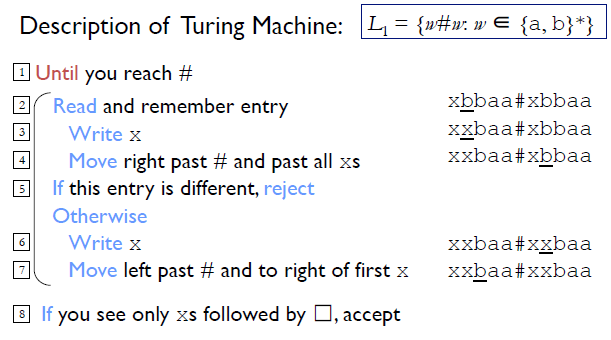 Description of Turing Machine: L₁ = {w#w: w ∈ {a, b}*}
1 Until you reach #
2 Read and remember entry xbbaa#xbbaa
3 Write x xxbaa#xbbaa
4 Move right past # and past all xs xxbaa#xbbaa
5 If this entry is different, reject
Otherwise
6 Write x xxbaa#xxbaa
7 Move left past # and to right of first x xxbaa#xxbaa
8 If you see only xs followed by □, accept